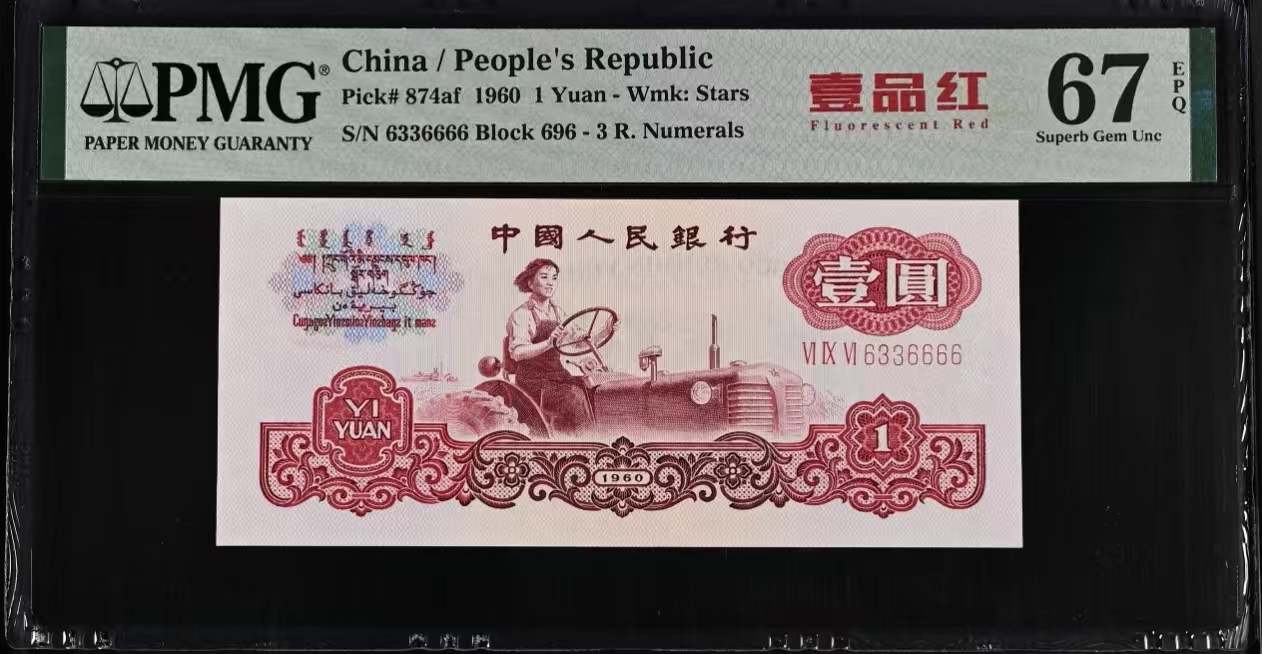 PMG®
PAPER MONEY GUARANTY
China / People's Republic
Pick# 874af 1960 1 Yuan - Wmk: Stars
S/N 6336666 Block 696 - 3 R. Numerals
壹品红
Fluorescent Red
67
EPQ
Superb Gem Unc
中國人民銀行
壹圓
VI IX VI 6336666
YI
YUAN
1960
1